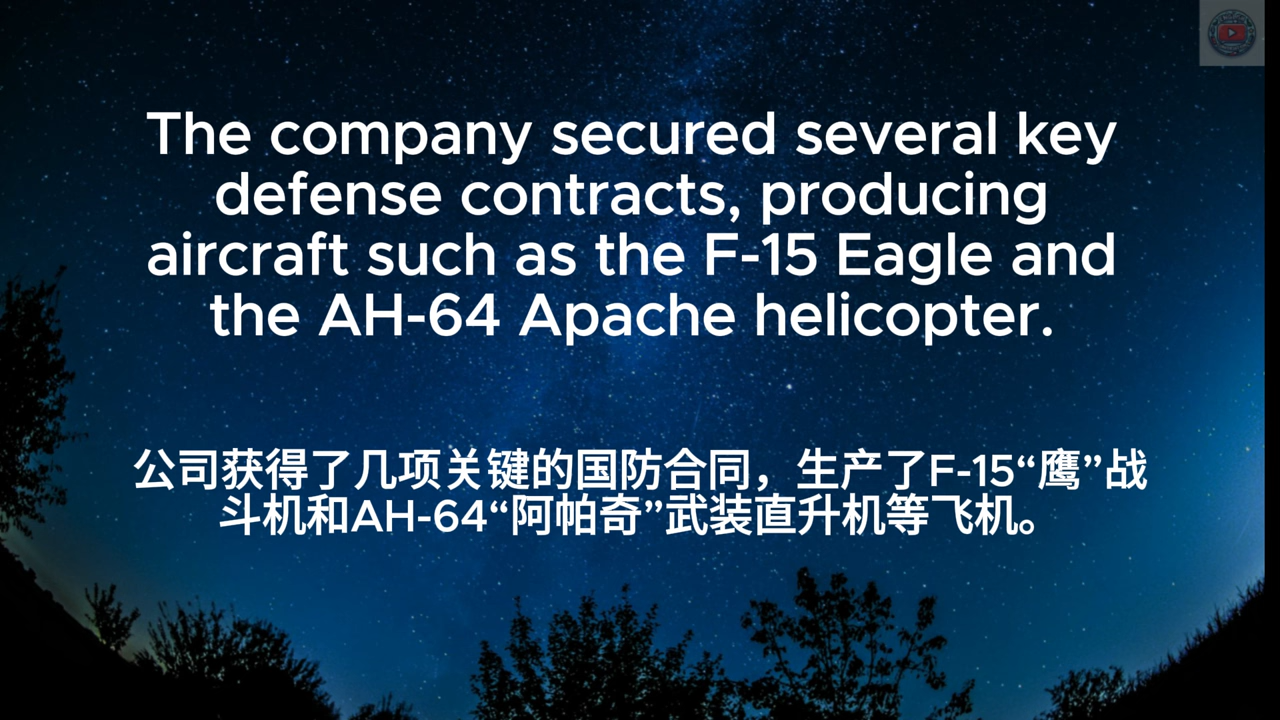 The company secured several key
defense contracts, producing
aircraft such as the F-15 Eagle and
the AH-64 Apache helicopter.
公司获得了几项关键的国防合同，生产了F-15“鹰”战
斗机和AH-64“阿帕奇”武装直升机等飞机。